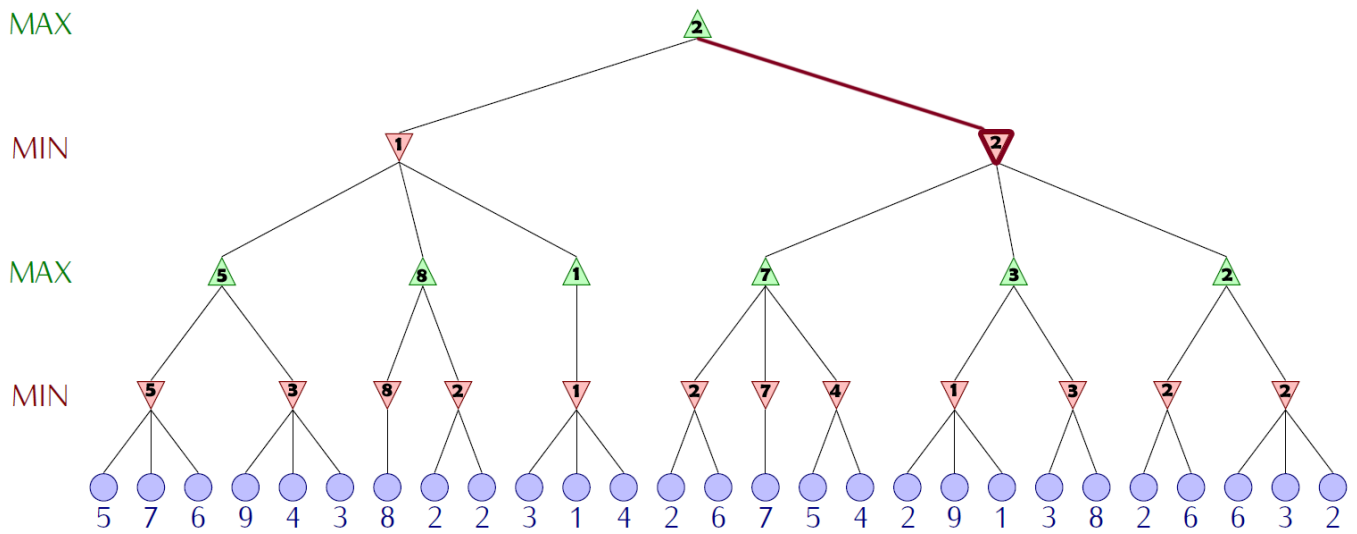 MAX 2
MIN 1 2
MAX 5 8 1 7 3 2
MIN 5 3 8 2 1 2 7 4 1 3 2 2
5 7 6 9 4 3 8 2 2 3 1 4 2 6 7 5 4 2 9 1 3 8 2 6 6 3 2